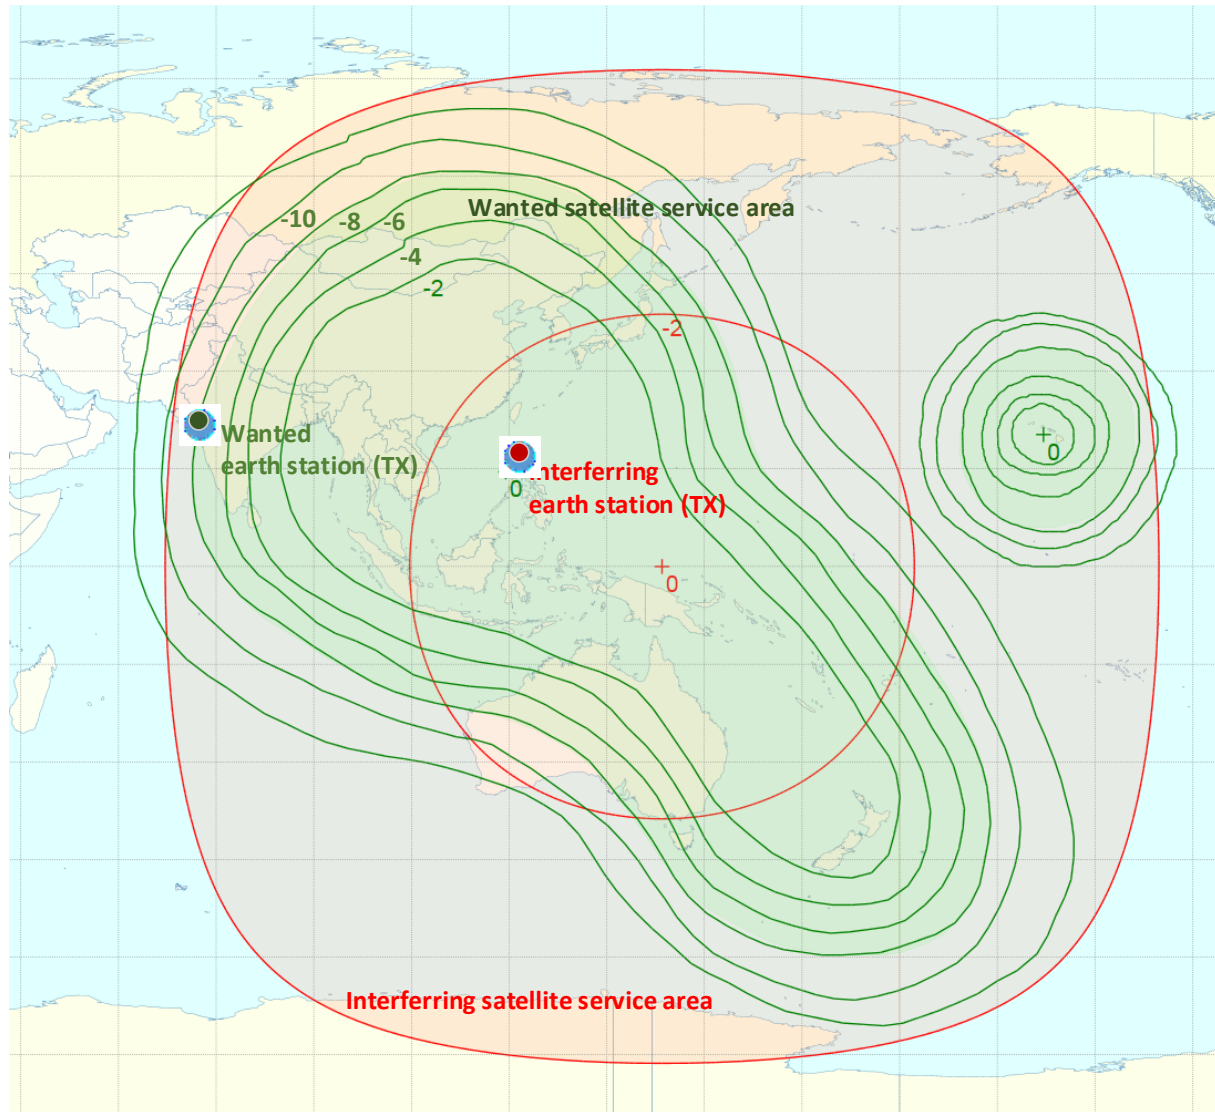 -10
-8
-6
Wanted satellite service area
-4
-2
-2
Wanted
earth station (TX)
0
Interferring
earth station (TX)
0
0
Interferring satellite service area